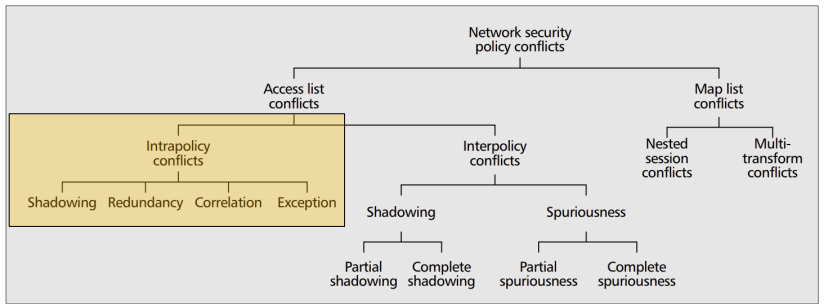 Network security
policy conflicts
Access list
conflicts
Map list
conflicts
Intrapolicy
conflicts
Interpolicy
conflicts
Nested
session
conflicts
Multi-
transform
conflicts
Shadowing
Redundancy
Correlation
Exception
Shadowing
Spuriousness
Partial
shadowing
Complete
shadowing
Partial
spuriousness
Complete
spuriousness